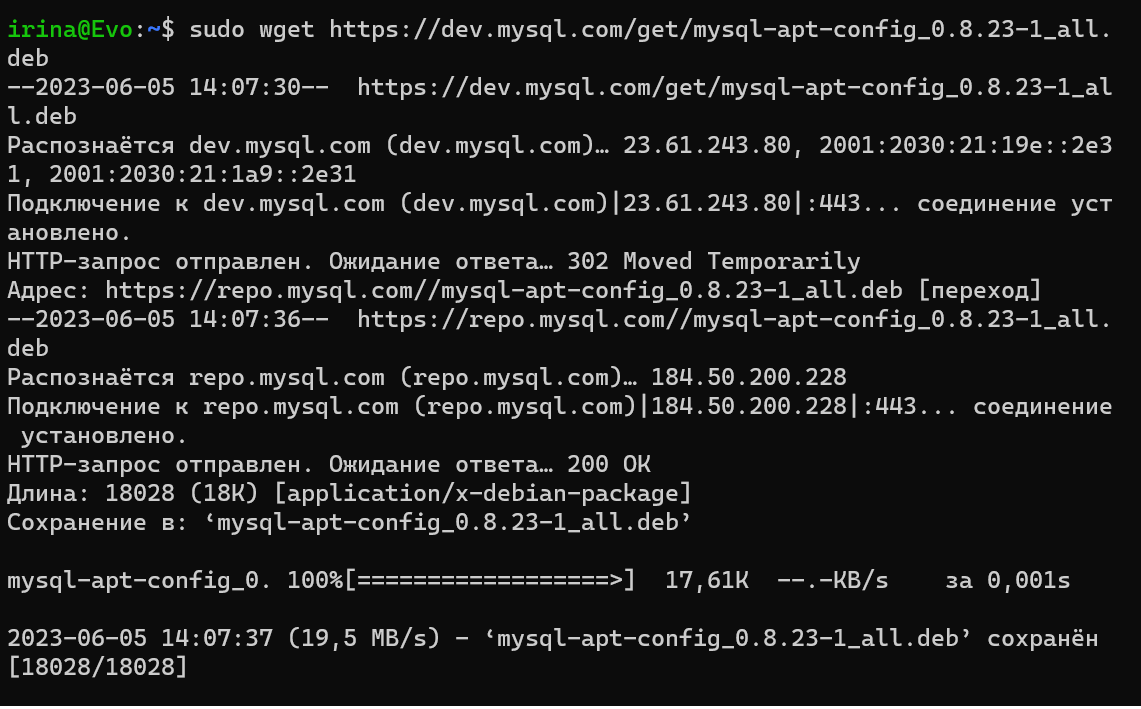 irina@Evo:~$ sudo wget https://dev.mysql.com/get/mysql-apt-config_0.8.23-1_all.
deb
--2023-06-05 14:07:30--  https://dev.mysql.com/get/mysql-apt-config_0.8.23-1_al
l.deb
Распознаётся dev.mysql.com (dev.mysql.com)… 23.61.243.80, 2001:2030:21:19e::2e3
1, 2001:2030:21:1a9::2e31
Подключение к dev.mysql.com (dev.mysql.com)|23.61.243.80|:443... соединение уст
ановлено.
HTTP-запрос отправлен. Ожидание ответа… 302 Moved Temporarily
Адрес: https://repo.mysql.com//mysql-apt-config_0.8.23-1_all.deb [переход]
--2023-06-05 14:07:36--  https://repo.mysql.com//mysql-apt-config_0.8.23-1_all.
deb
Распознаётся repo.mysql.com (repo.mysql.com)… 184.50.200.228
Подключение к repo.mysql.com (repo.mysql.com)|184.50.200.228|:443... соединение
 установлено.
HTTP-запрос отправлен. Ожидание ответа… 200 OK
Длина: 18028 (18K) [application/x-debian-package]
Сохранение в: ‘mysql-apt-config_0.8.23-1_all.deb’

mysql-apt-config_0. 100%[==================>]  17,61K  --.-KB/s    за 0,001s

2023-06-05 14:07:37 (19,5 MB/s) - ‘mysql-apt-config_0.8.23-1_all.deb’ сохранён
[18028/18028]